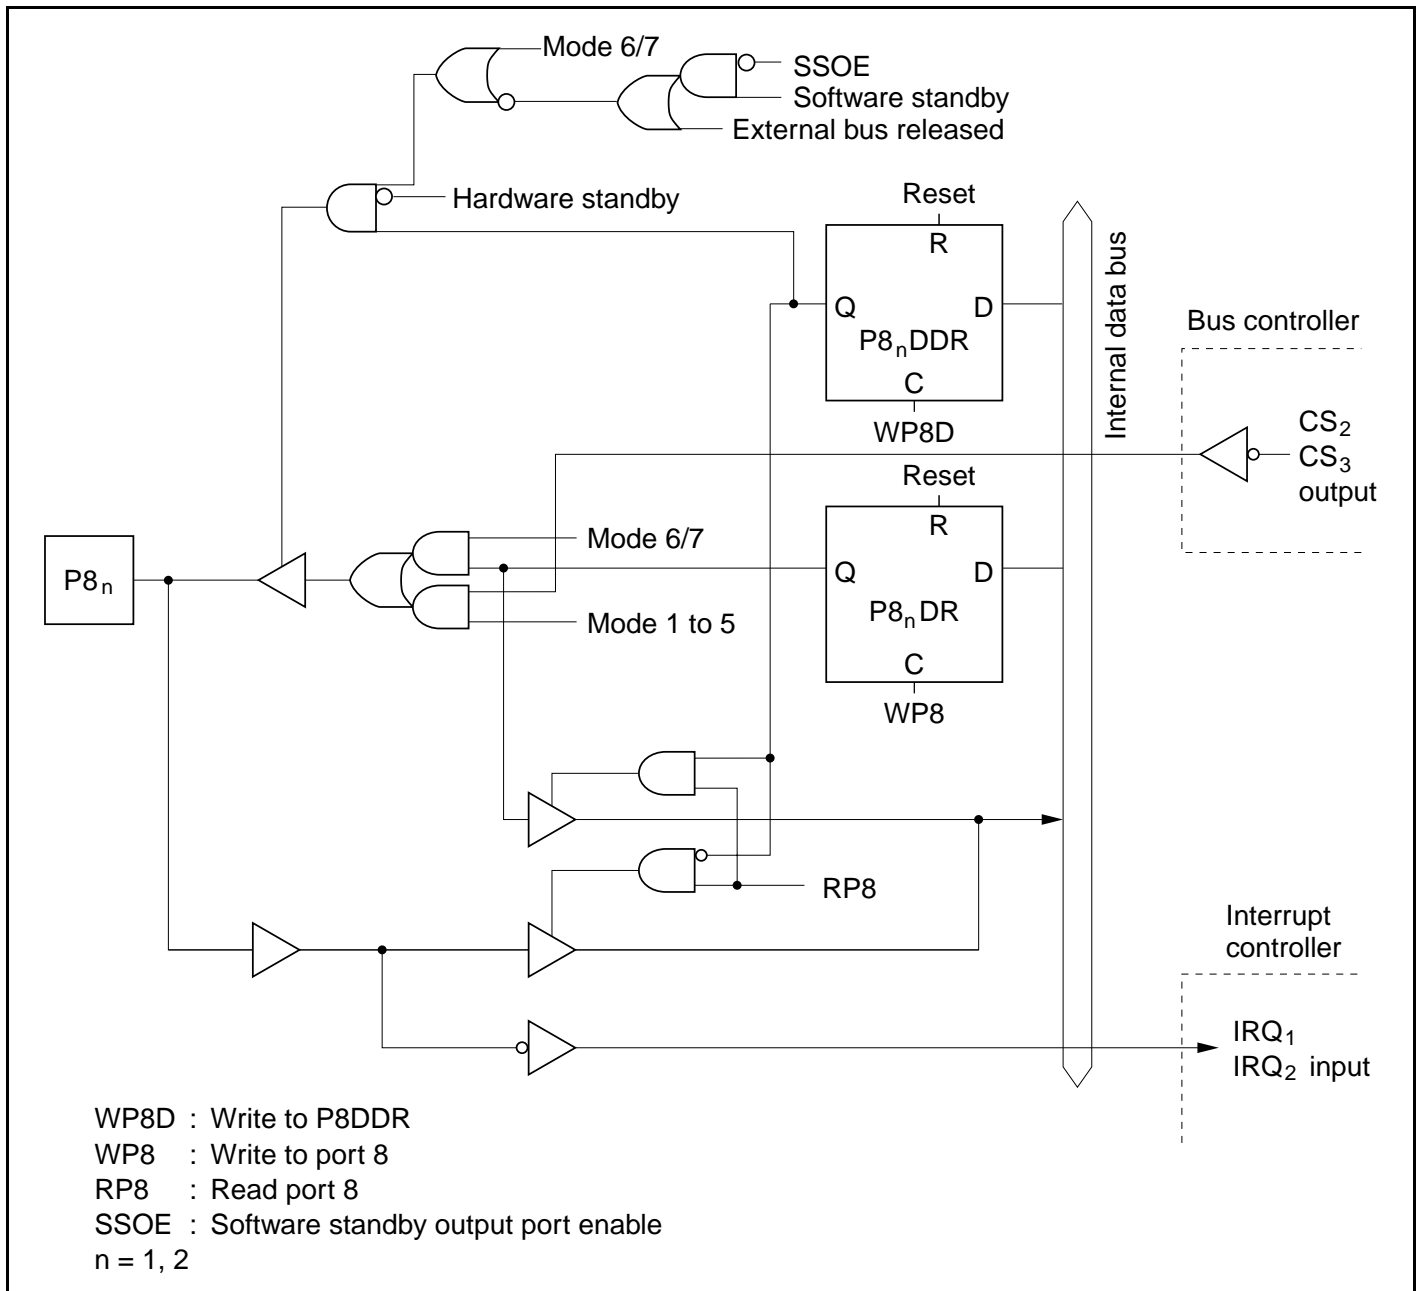 Mode 6/7
SSOE
Software standby
External bus released
Hardware standby
Reset
R
Q D
P8nDDR
C
WP8D
Internal data bus
Bus controller
CS2
CS3
output
Reset
R
Mode 6/7
Q D
P8n
P8nDR
Mode 1 to 5
C
WP8
RP8
Interrupt
controller
IRQ1
IRQ2 input
WP8D : Write to P8DDR
WP8 : Write to port 8
RP8 : Read port 8
SSOE : Software standby output port enable
n = 1, 2